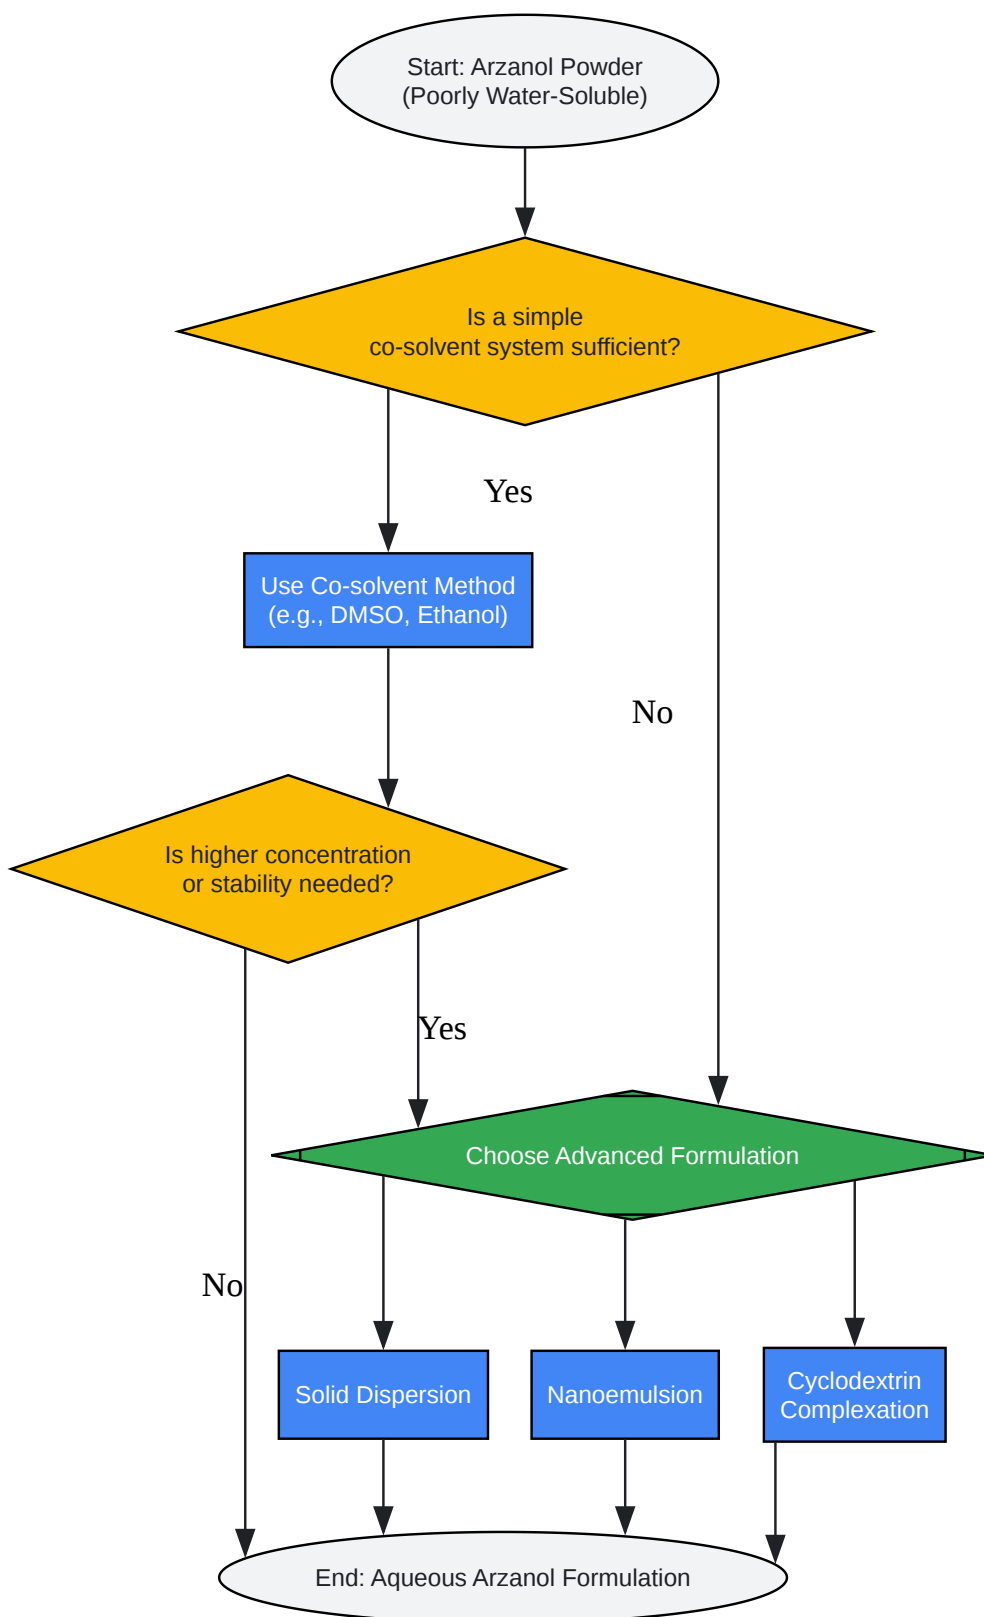 Start: Arzanol Powder
(Poorly Water-Soluble)
Is a simple
co-solvent system sufficient?
Yes
Use Co-solvent Method
(e.g., DMSO, Ethanol)
No
Is higher concentration
or stability needed?
Yes
Choose Advanced Formulation
No
Solid Dispersion
Nanoemulsion
Cyclodextrin
Complexation
End: Aqueous Arzanol Formulation